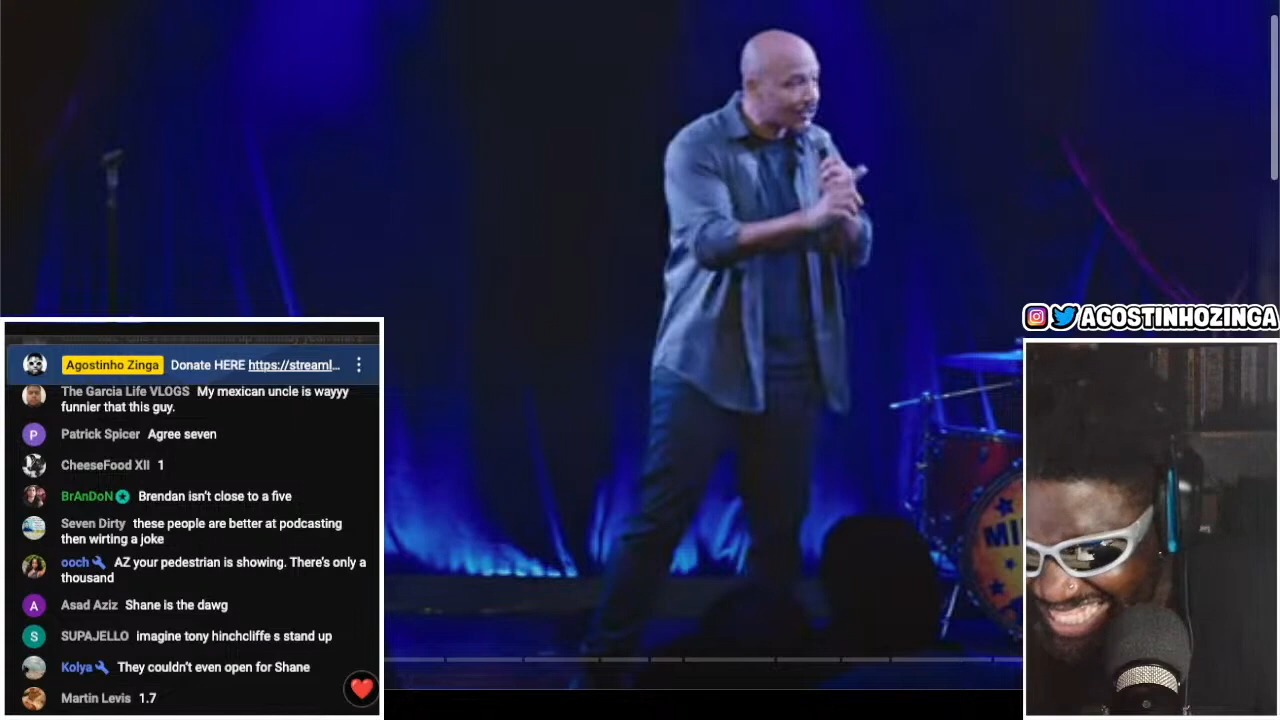 AGOSTINHOZINGA
Agostinho Zinga Donate HERE https://streaml...
The Garcia Life VLOGS My mexican uncle is wayyy
funnier that this guy.
P Patrick Spicer Agree seven
CheeseFood XII 1
BrAnDoN Brendan isn't close to a five
Seven Dirty these people are better at podcasting
then wirting a joke
ooch AZ your pedestrian is showing. There's only a
thousand
A Asad Aziz Shane is the dawg
S SUPAJELLO imagine tony hinchcliffe s stand up
Kolya They couldn't even open for Shane
Martin Levis 1.7
MI